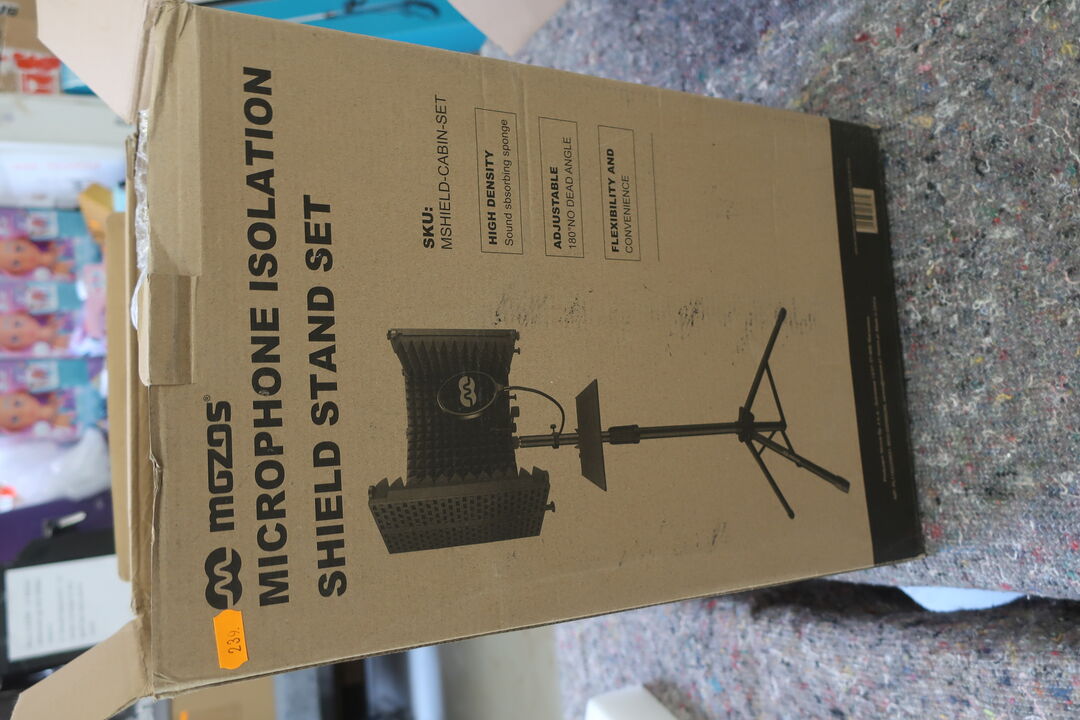 mozos®
MICROPHONE ISOLATION
SHIELD STAND SET
SKU:
MSHIELD-CABIN-SET
HIGH DENSITY
Sound sbsorbing sponge
ADJUSTABLE
180°NO DEAD ANGLE
FLEXIBILITY AND
CONVENIENCE
239.